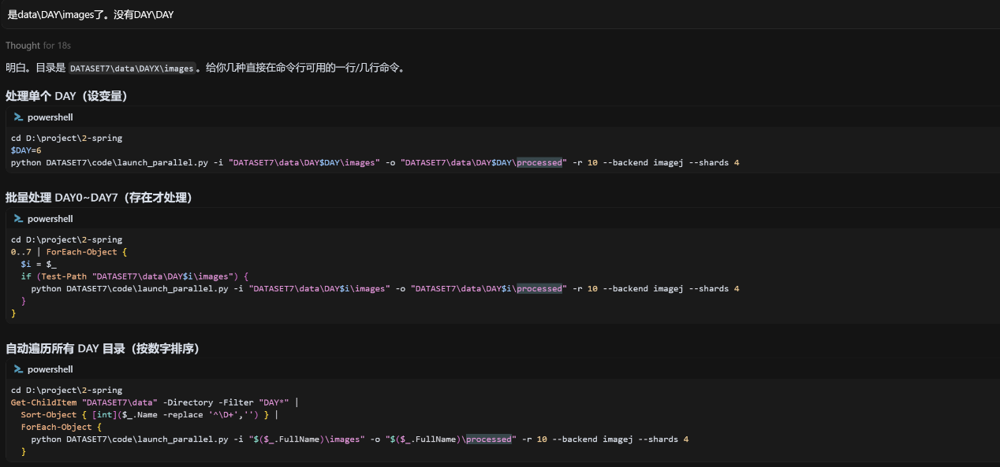 是data\DAY\images了。没有DAY\DAY
Thought for 18s
明白。目录是 DATASET7\data\DAYX\images。给你几种直接在命令行可用的一行/几行命令。
处理单个 DAY（设变量）
powershell
cd D:\project\2-spring
$DAY=6
python DATASET7\code\launch_parallel.py -i "DATASET7\data\DAY$DAY\images" -o "DATASET7\data\DAY$DAY\processed" -r 10 --backend imagej --shards 4
批量处理 DAY0~DAY7（存在才处理）
powershell
cd D:\project\2-spring
0..7 | ForEach-Object {
  $i = $_
  if (Test-Path "DATASET7\data\DAY$i\images") {
    python DATASET7\code\launch_parallel.py -i "DATASET7\data\DAY$i\images" -o "DATASET7\data\DAY$i\processed" -r 10 --backend imagej --shards 4
  }
}
自动遍历所有 DAY 目录（按数字排序）
powershell
cd D:\project\2-spring
Get-ChildItem "DATASET7\data" -Directory -Filter "DAY*" |
  Sort-Object { [int]($_.Name -replace '^\D+','') } |
  ForEach-Object {
    python DATASET7\code\launch_parallel.py -i "$($_.FullName)\images" -o "$($_.FullName)\processed" -r 10 --backend imagej --shards 4
  }